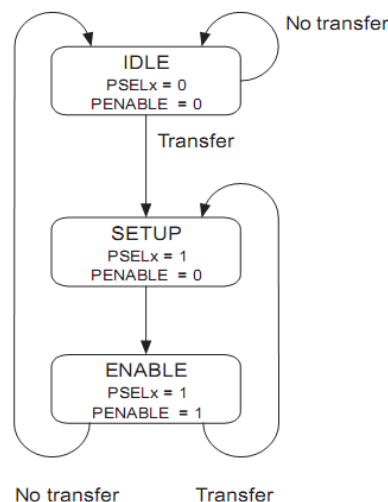 No transfer
IDLE
PSELx = 0
PENABLE = 0
Transfer
SETUP
PSELx = 1
PENABLE = 0
ENABLE
PSELx = 1
PENABLE = 1
No transfer
Transfer